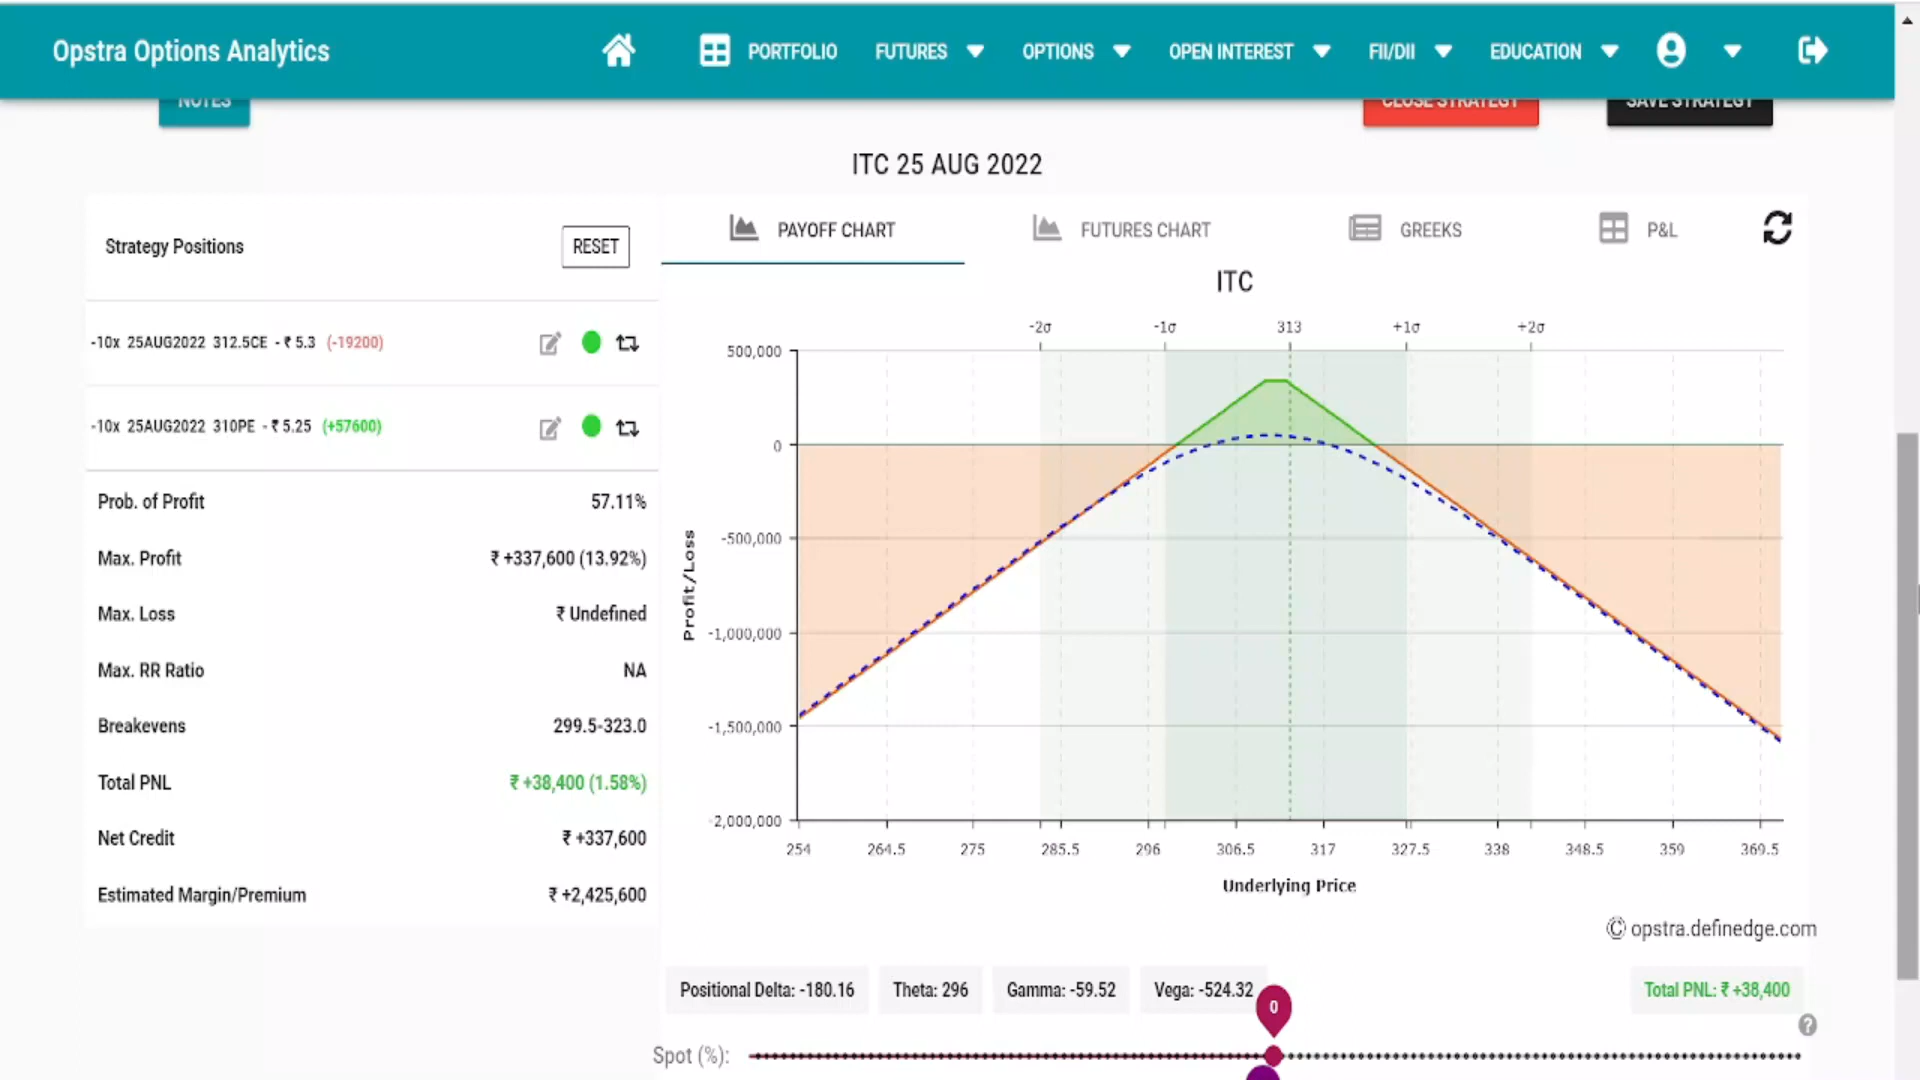 Opstra Options Analytics
PORTFOLIO FUTURES OPTIONS OPEN INTEREST FII/DII EDUCATION
NOTES CLOSE STRATEGY SAVE STRATEGY
ITC 25 AUG 2022
Strategy Positions RESET
-10x 25AUG2022 312.5CE - ₹ 5.3 (-19200)
-10x 25AUG2022 310PE - ₹ 5.25 (+57600)
Prob. of Profit 57.11%
Max. Profit ₹ +337,600 (13.92%)
Max. Loss ₹ Undefined
Max. RR Ratio NA
Breakevens 299.5-323.0
Total PNL ₹ +38,400 (1.58%)
Net Credit ₹ +337,600
Estimated Margin/Premium ₹ +2,425,600
PAYOFF CHART FUTURES CHART GREEKS P&L
ITC
-2σ -1σ 313 +1σ +2σ
500,000
0
-500,000
-1,000,000
-1,500,000
-2,000,000
Profit/Loss
254 264.5 275 285.5 296 306.5 317 327.5 338 348.5 359 369.5
Underlying Price
© opstra.definedge.com
Positional Delta: -180.16 Theta: 296 Gamma: -59.52 Vega: -524.32 Total PNL: ₹ +38,400
0
?
Spot (%):